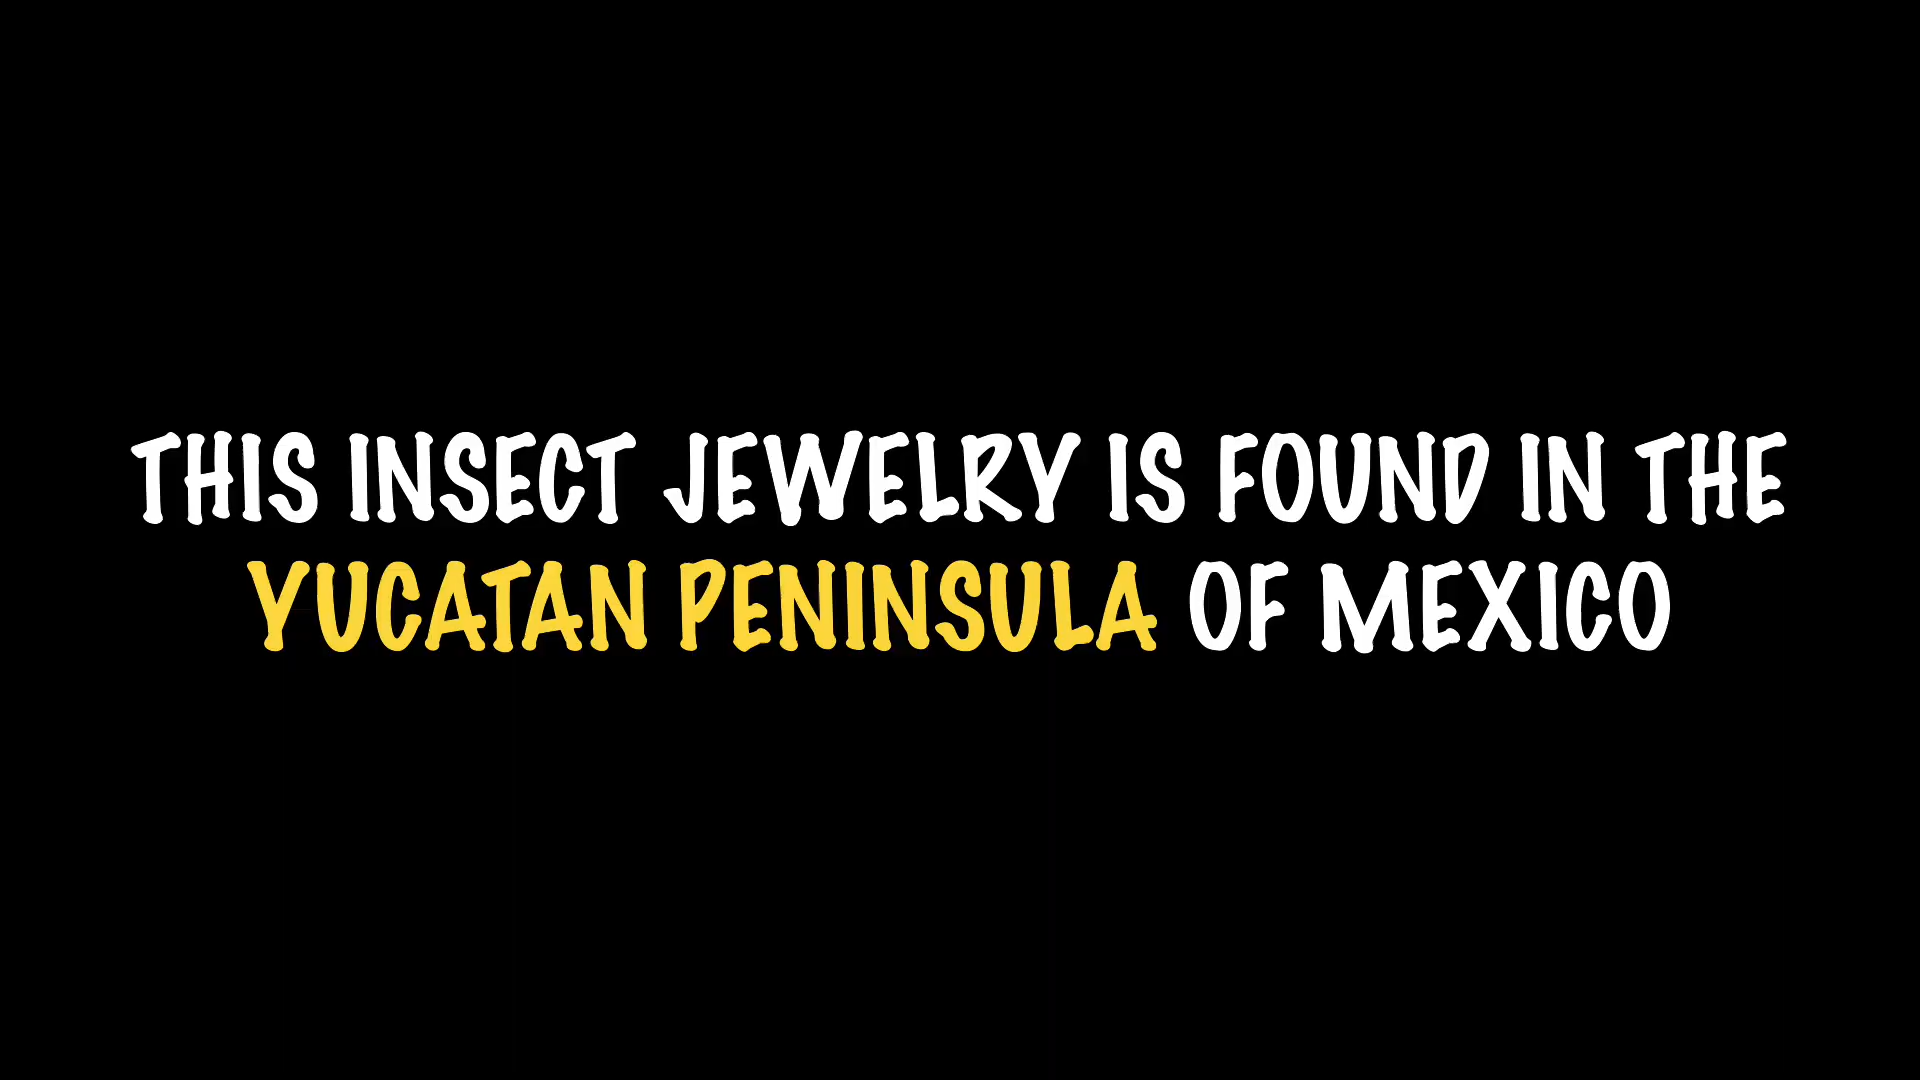 THIS INSECT JEWELRY IS FOUND IN THE
YUCATAN PENINSULA OF MEXICO